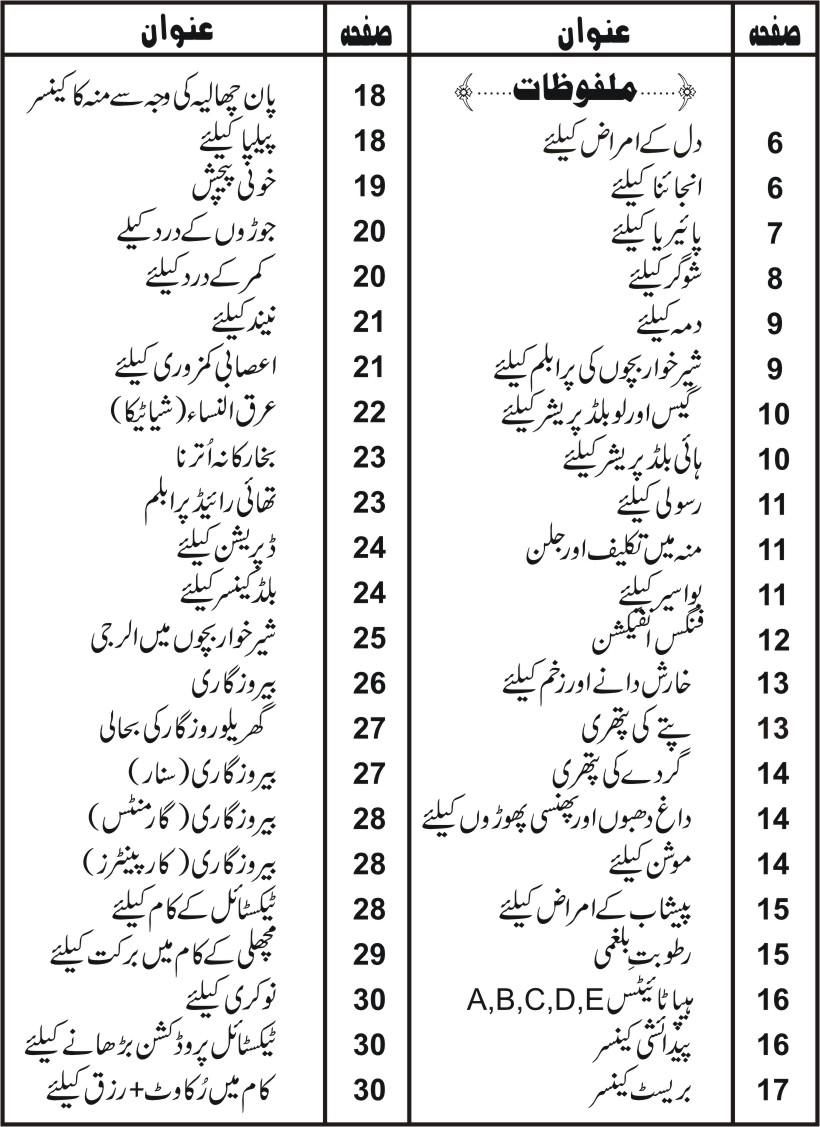 صفحہ عنوان
﴿......ملفوظات......﴾
6 دل کے امراض کیلئے
6 انجائنا کیلئے
7 پائیریا کیلئے
8 شوگر کیلئے
9 دمہ کیلئے
9 شیرخوار بچوں کی پرابلم کیلئے
10 گیس اور لو بلڈ پریشر کیلئے
10 ہائی بلڈ پریشر کیلئے
11 رسولی کیلئے
11 منہ میں تکلیف اور جلن
11 بواسیر کیلئے
12 فنگس انفیکشن
13 خارش دانے اور زخم کیلئے
13 پتے کی پتھری
14 گردے کی پتھری
14 داغ دھبوں اور پھنسی پھوڑوں کیلئے
14 موشن کیلئے
15 پیشاب کے امراض کیلئے
15 رطوبتِ بلغمی
16 ہیپاٹائیٹس A,B,C,D,E
16 پیدائشی کینسر
17 بریسٹ کینسر
صفحہ عنوان
18 پان چھالیہ کی وجہ سے منہ کا کینسر
18 پیلیا کیلئے
19 خونی پیچش
20 جوڑوں کے درد کیلے
20 کمر کے درد کیلئے
21 نیند کیلئے
21 اعصابی کمزوری کیلئے
22 عرق النساء (شیاٹیکا)
23 بخار کا نہ اُترنا
23 تھائی رائیڈ پرابلم
24 ڈپریشن کیلئے
24 بلڈ کینسر کیلئے
25 شیرخوار بچوں میں الرجی
26 بیروزگاری
27 گھریلو روزگار کی بحالی
27 بیروزگاری (سنار)
28 بیروزگاری (گارمنٹس)
28 بیروزگاری (کارپینٹرز)
28 ٹیکسٹائل کے کام کیلئے
29 مچھلی کے کام میں برکت کیلئے
30 نوکری کیلئے
30 ٹیکسٹائل پروڈکشن بڑھانے کیلئے
30 کام میں رُکاوٹ + رزق کیلئے